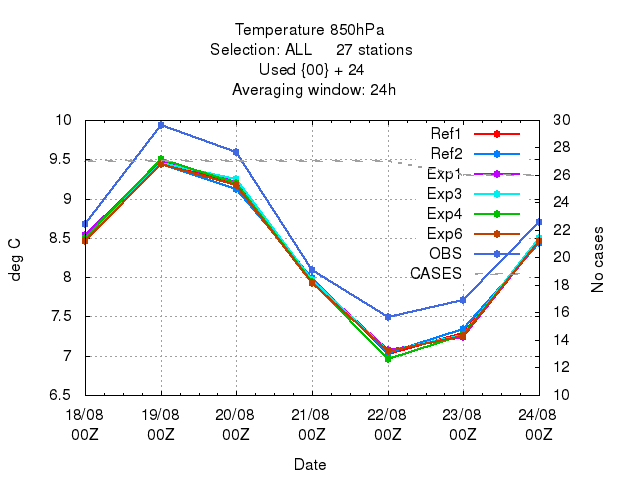 Temperature 850hPa
Selection: ALL 27 stations
Used {00} + 24
Averaging window: 24h
10
9.5
9
8.5
8
7.5
7
6.5
deg C
30
28
26
24
22
20
18
16
14
12
10
No cases
Ref1
Ref2
Exp1
Exp3
Exp4
Exp6
OBS
CASES
18/08 19/08 20/08 21/08 22/08 23/08 24/08
00Z 00Z 00Z 00Z 00Z 00Z 00Z
Date